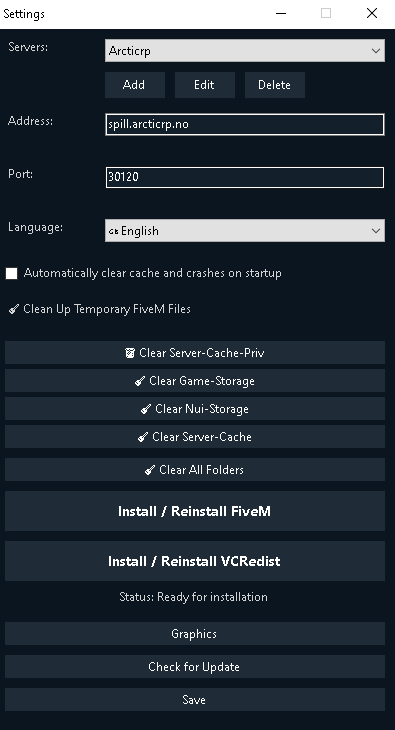 Settings
Servers:
Arcticrp
Add Edit Delete
Address:
spill.arcticrp.no
Port:
30120
Language:
GB English
Automatically clear cache and crashes on startup
Clean Up Temporary FiveM Files
Clear Server-Cache-Priv
Clear Game-Storage
Clear Nui-Storage
Clear Server-Cache
Clear All Folders
Install / Reinstall FiveM
Install / Reinstall VCRedist
Status: Ready for installation
Graphics
Check for Update
Save